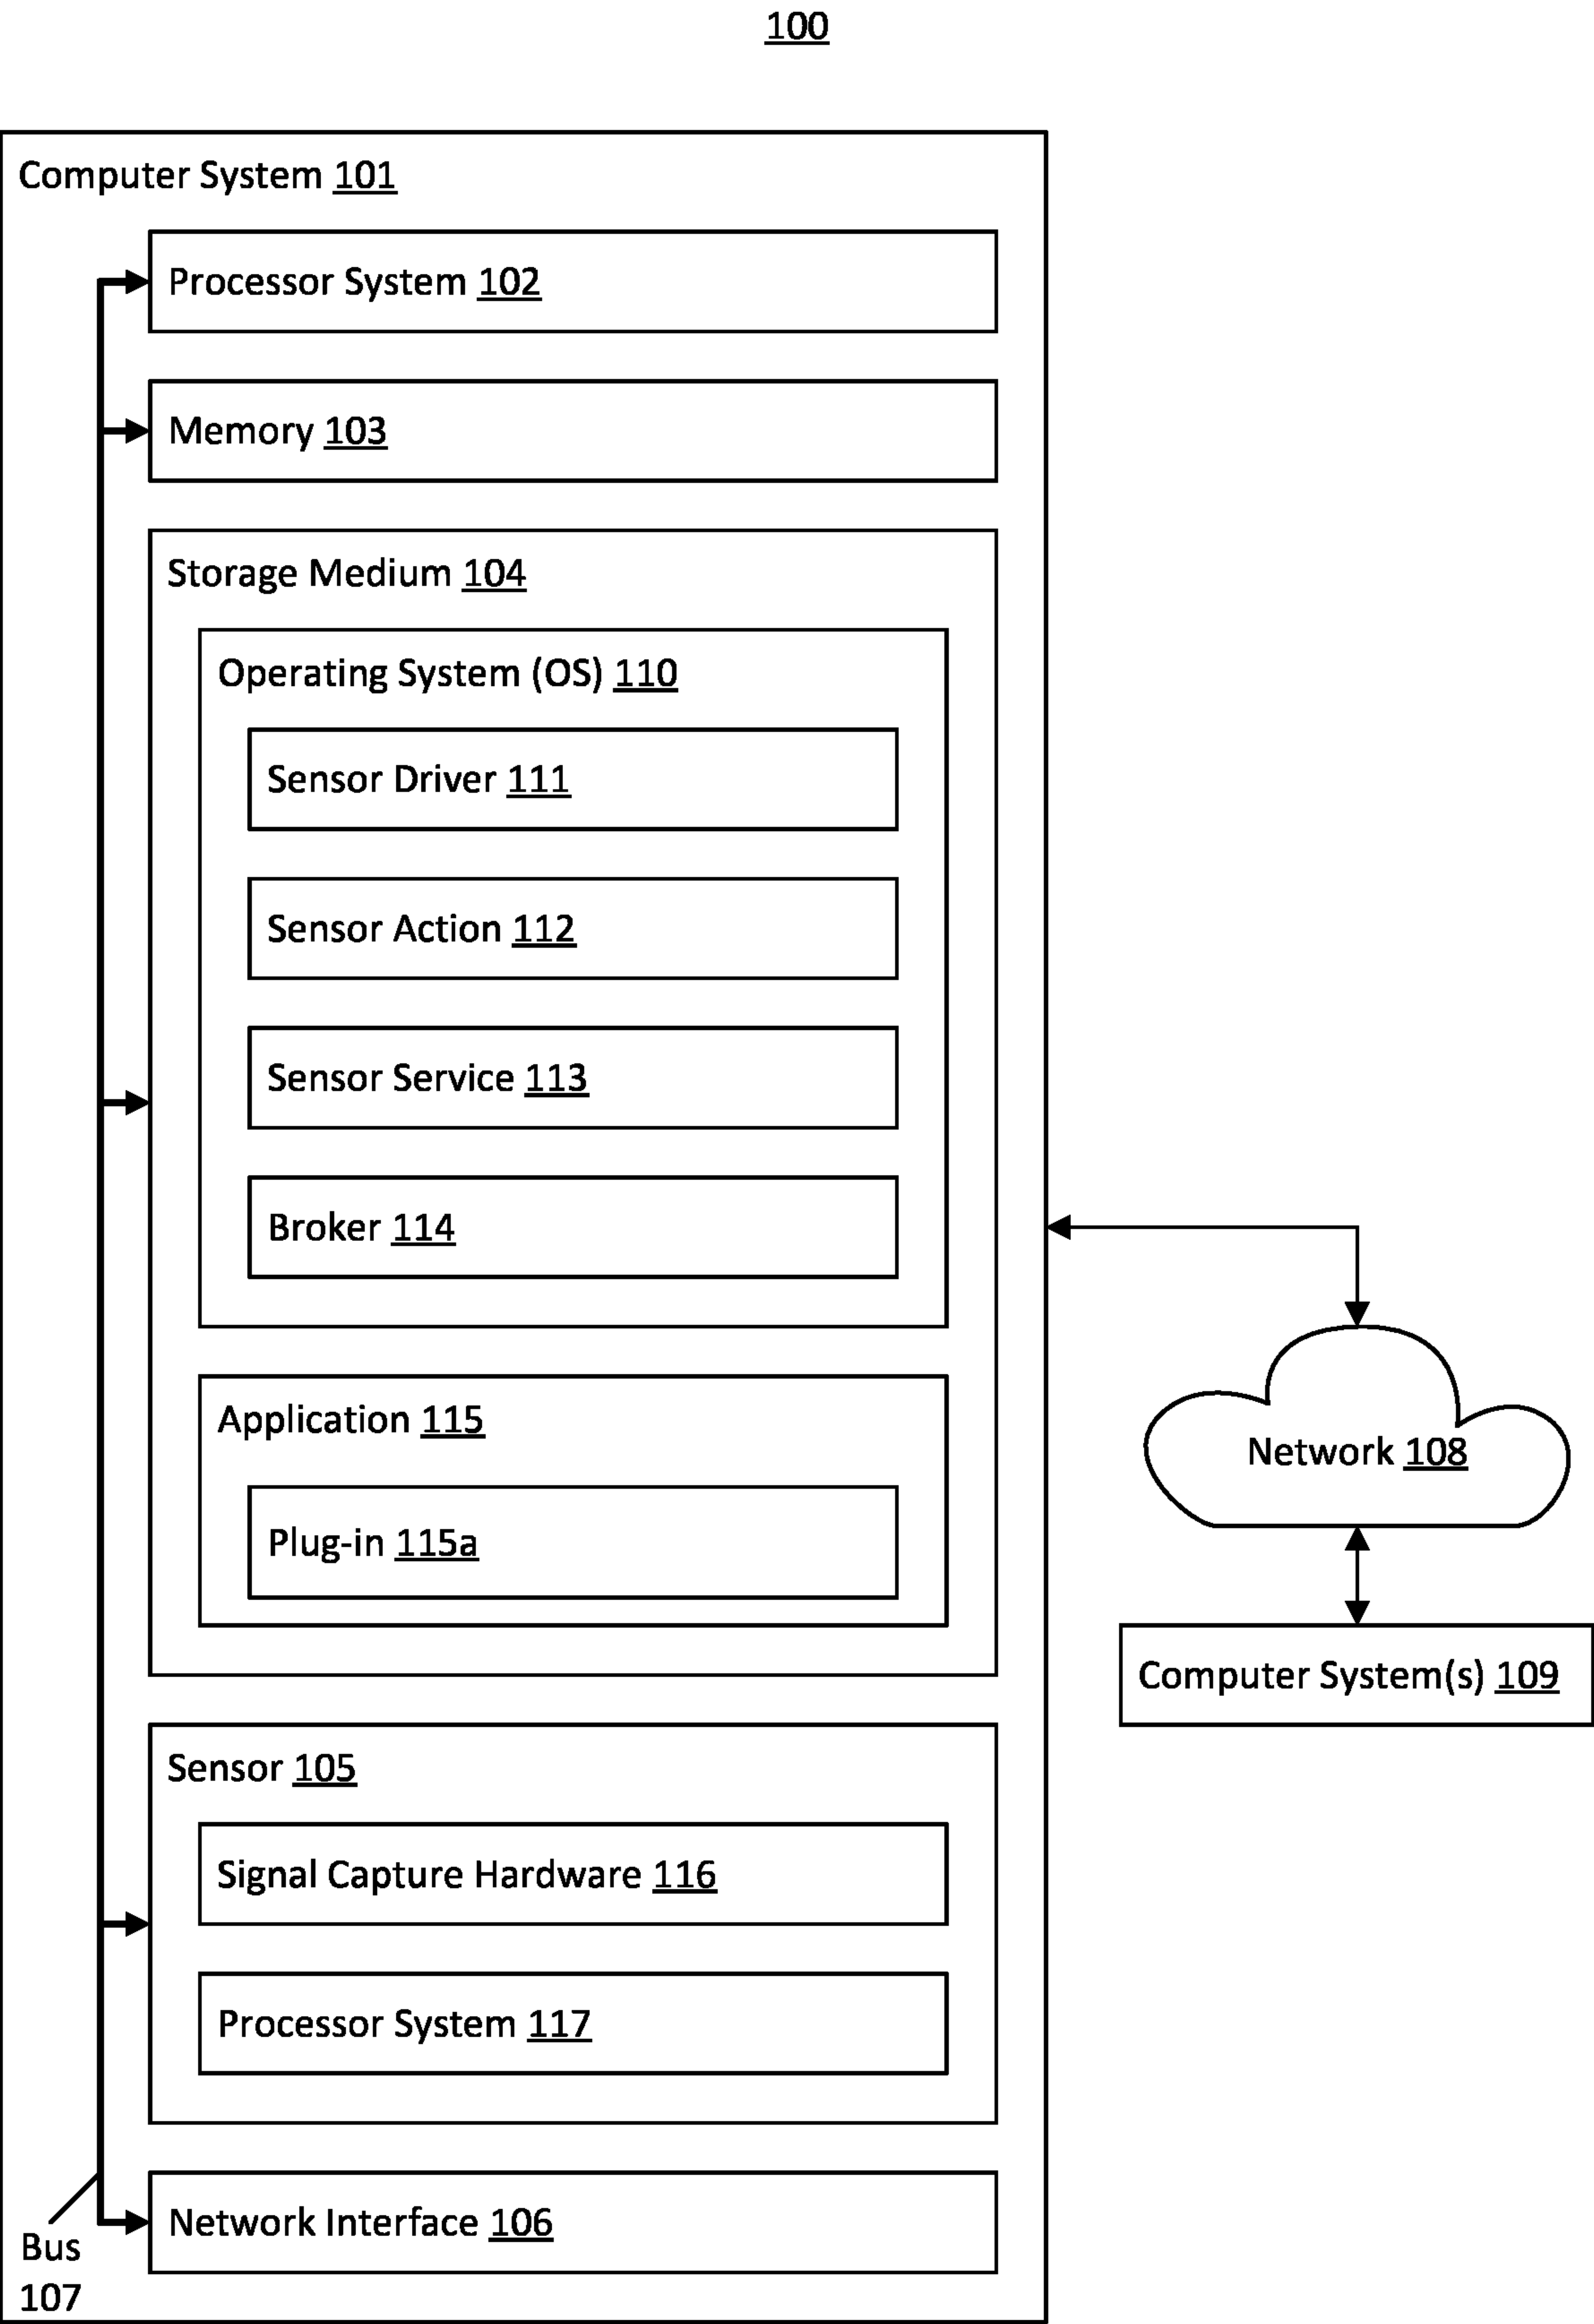 100
Computer System 101
Processor System 102
Memory 103
Storage Medium 104
Operating System (OS) 110
Sensor Driver 111
Sensor Action 112
Sensor Service 113
Broker 114
Application 115
Plug-in 115a
Network 108
Computer System(s) 109
Sensor 105
Signal Capture Hardware 116
Processor System 117
Network Interface 106
Bus
107